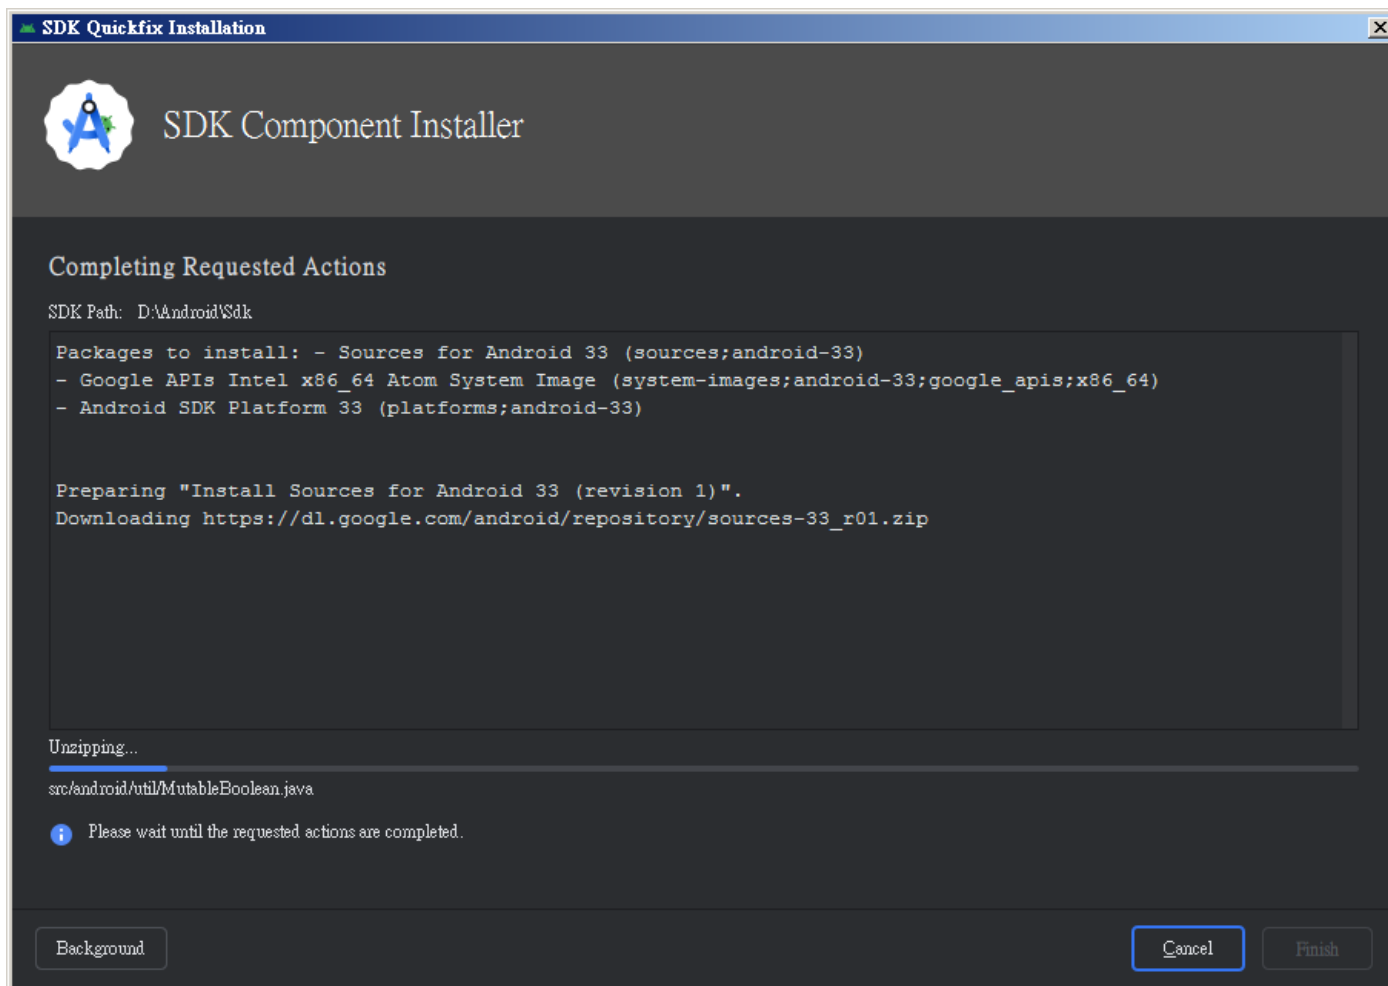 SDK Quickfix Installation
SDK Component Installer
Completing Requested Actions
SDK Path: D:\Android\Sdk
Packages to install: - Sources for Android 33 (sources;android-33)
- Google APIs Intel x86_64 Atom System Image (system-images;android-33;google_apis;x86_64)
- Android SDK Platform 33 (platforms;android-33)
Preparing "Install Sources for Android 33 (revision 1)".
Downloading https://dl.google.com/android/repository/sources-33_r01.zip
Unzipping...
src/android/util/MutableBoolean.java
Please wait until the requested actions are completed.
Background
Cancel
Finish